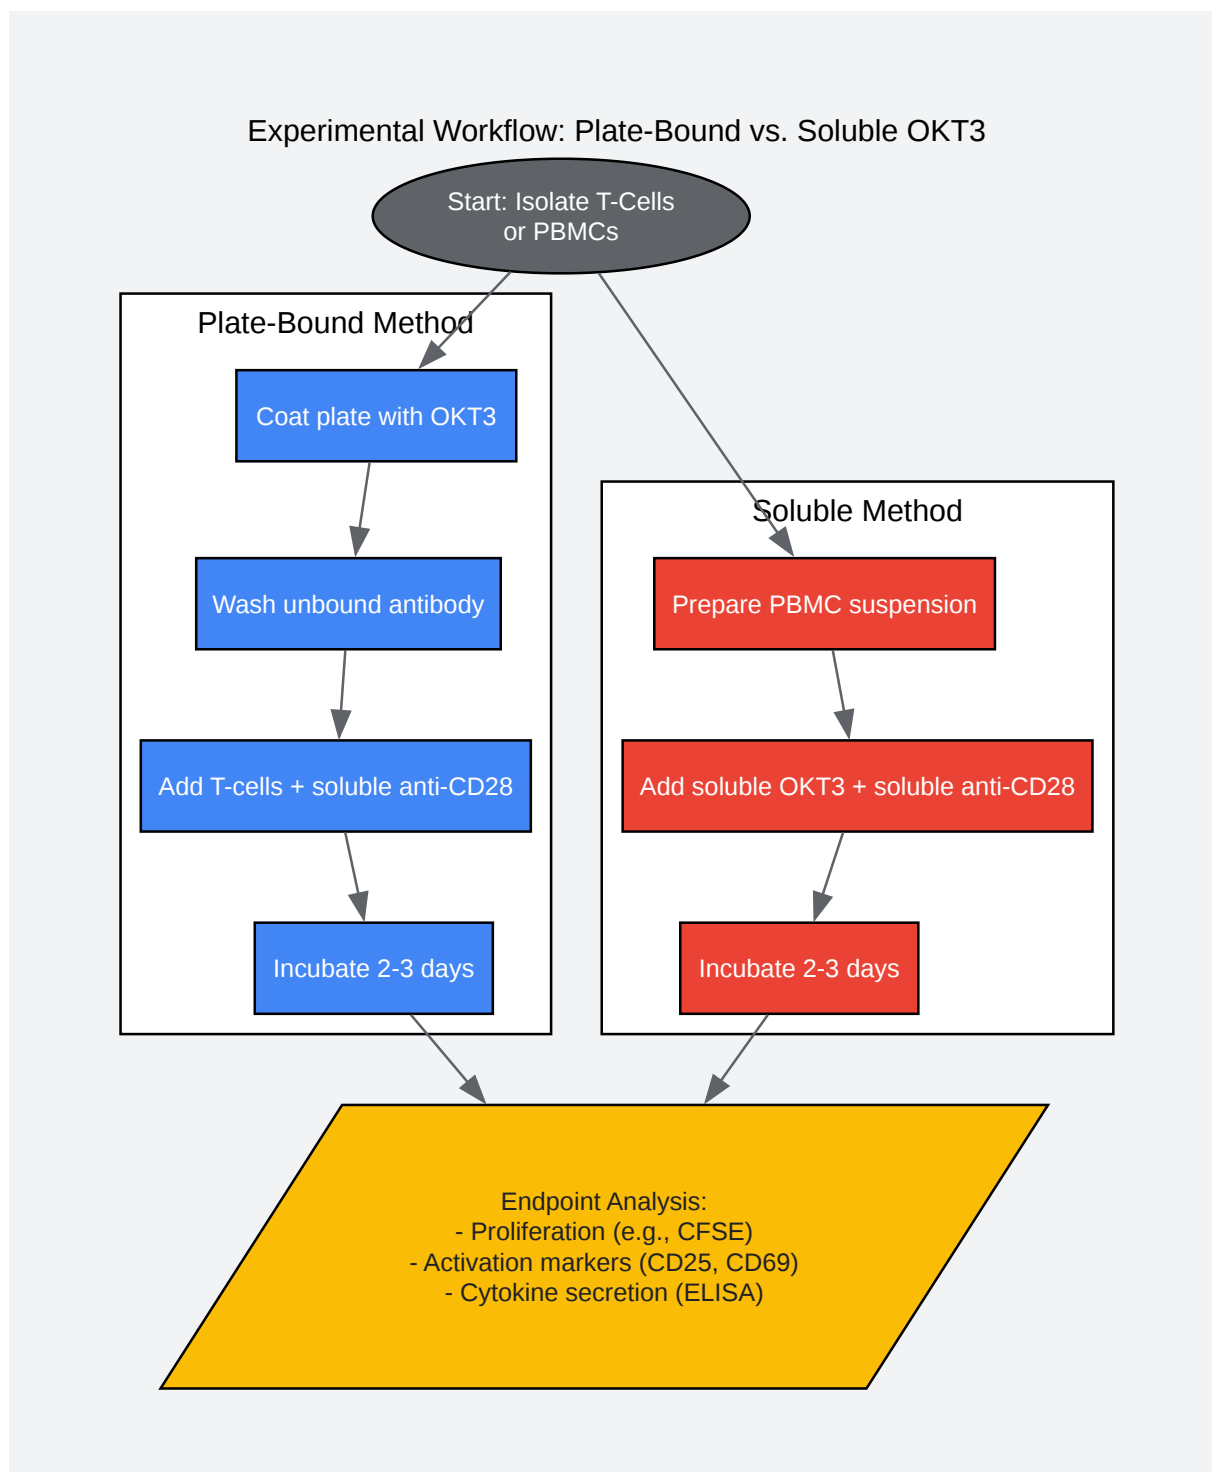 Experimental Workflow: Plate-Bound vs. Soluble OKT3
Start: Isolate T-Cells
or PBMCs
Plate-Bound Method
Coat plate with OKT3
Wash unbound antibody
Add T-cells + soluble anti-CD28
Incubate 2-3 days
Soluble Method
Prepare PBMC suspension
Add soluble OKT3 + soluble anti-CD28
Incubate 2-3 days
Endpoint Analysis:
- Proliferation (e.g., CFSE)
- Activation markers (CD25, CD69)
- Cytokine secretion (ELISA)